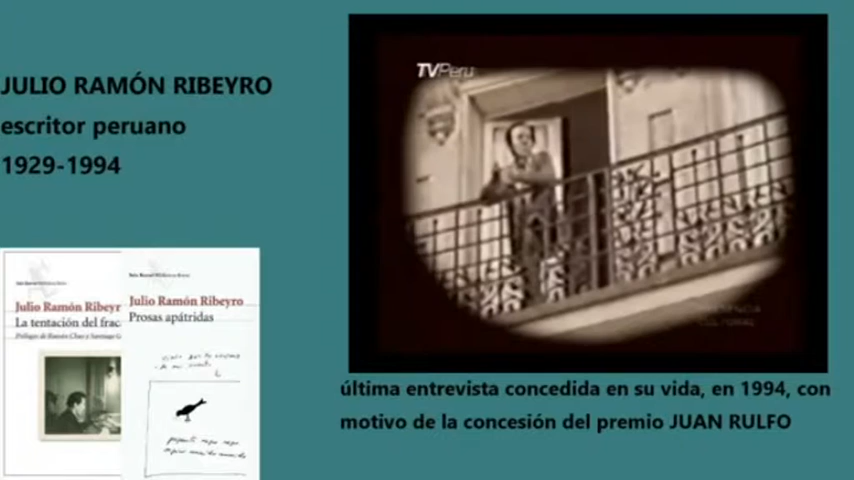 JULIO RAMÓN RIBEYRO
escritor peruano
1929-1994
TVPeru
Julio Ramón Ribeyr
La tentación del frac
Julio Ramón Ribeyro
Prosas apátridas
última entrevista concedida en su vida, en 1994, con
motivo de la concesión del premio JUAN RULFO